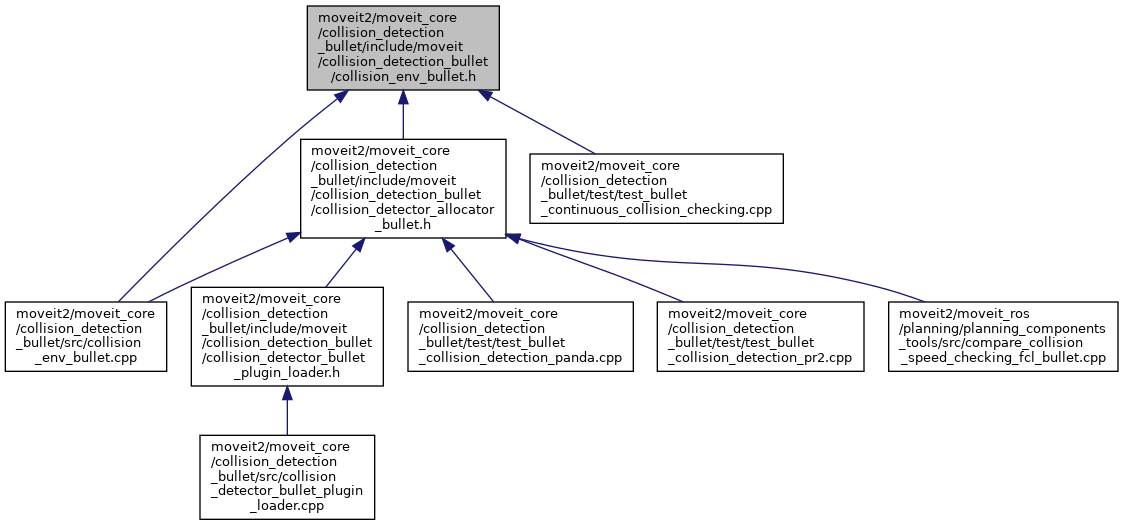 moveit2/moveit_core
/collision_detection
_bullet/include/moveit
/collision_detection_bullet
/collision_env_bullet.h
moveit2/moveit_core
/collision_detection
_bullet/include/moveit
/collision_detection_bullet
/collision_detector_allocator
_bullet.h
moveit2/moveit_core
/collision_detection
_bullet/test/test_bullet
_continuous_collision_checking.cpp
moveit2/moveit_core
/collision_detection
_bullet/src/collision
_env_bullet.cpp
moveit2/moveit_core
/collision_detection
_bullet/include/moveit
/collision_detection_bullet
/collision_detector_bullet
_plugin_loader.h
moveit2/moveit_core
/collision_detection
_bullet/test/test_bullet
_collision_detection_panda.cpp
moveit2/moveit_core
/collision_detection
_bullet/test/test_bullet
_collision_detection_pr2.cpp
moveit2/moveit_ros
/planning/planning_components
_tools/src/compare_collision
_speed_checking_fcl_bullet.cpp
moveit2/moveit_core
/collision_detection
_bullet/src/collision
_detector_bullet_plugin
_loader.cpp